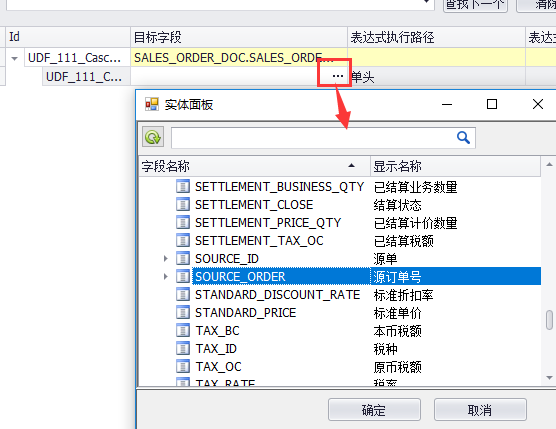 查找下一个 清除
Id 目标字段 表达式执行路径 表达式
UDF_111_Casc... SALES_ORDER_DOC.SALES_ORDE...
UDF_111_C... ... 单头
实体面板
字段名称 显示名称
SETTLEMENT_BUSINESS_QTY 已结算业务数量
SETTLEMENT_CLOSE 结算状态
SETTLEMENT_PRICE_QTY 已结算计价数量
SETTLEMENT_TAX_OC 已结算税额
SOURCE_ID 源单
SOURCE_ORDER 源订单号
STANDARD_DISCOUNT_RATE 标准折扣率
STANDARD_PRICE 标准单价
TAX_BC 本币税额
TAX_ID 税种
TAX_OC 原币税额
TAX_RATE 税率
确定 取消